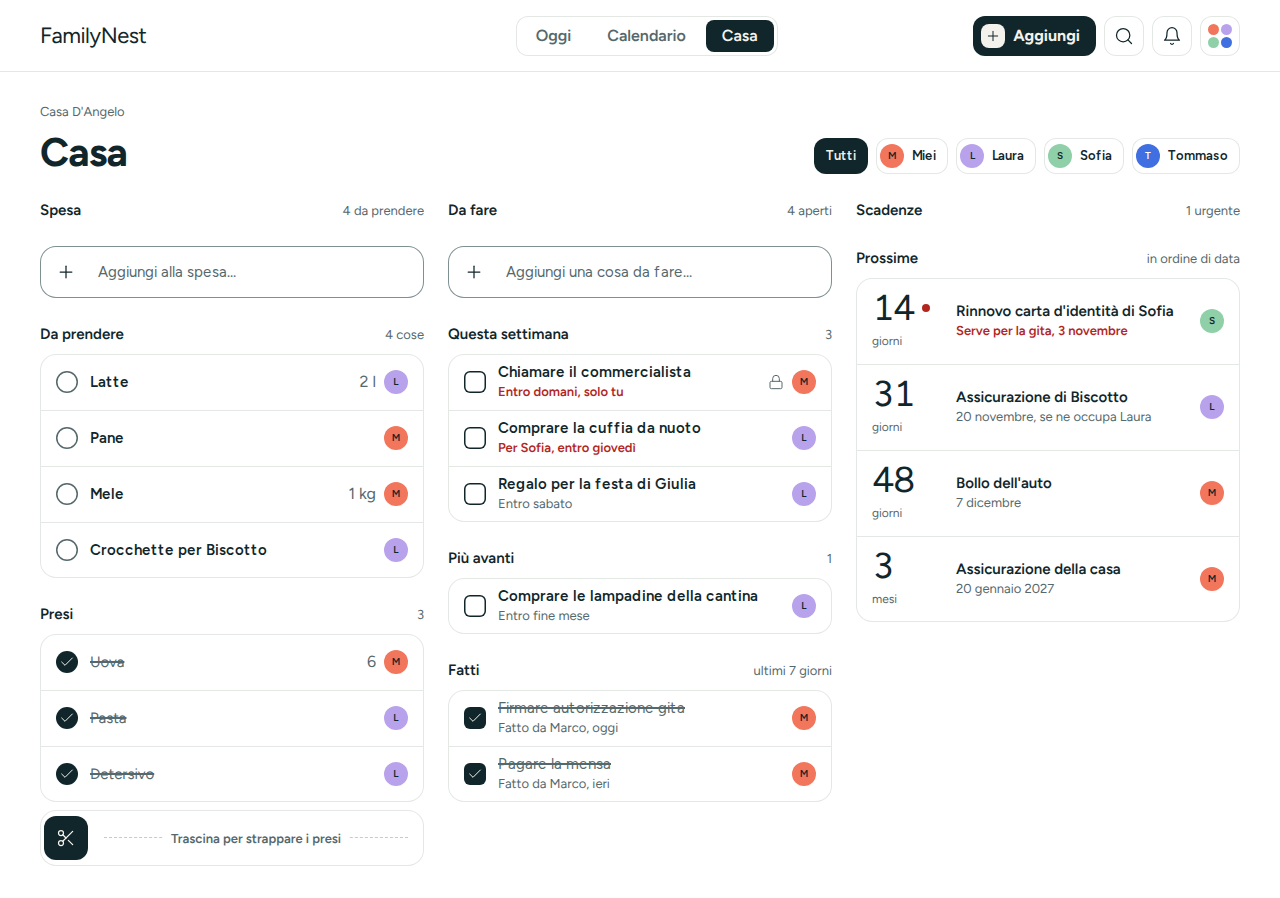 FamilyNest
Oggi
Calendario
Casa
Aggiungi
Casa D'Angelo
Casa
Tutti
M Miei
L Laura
S Sofia
T Tommaso
Spesa
4 da prendere
Aggiungi alla spesa...
Da prendere
4 cose
Latte
2 l
L
Pane
M
Mele
1 kg
M
Crocchette per Biscotto
L
Presi
3
Uova
6
M
Pasta
L
Detersivo
L
Trascina per strappare i presi
Da fare
4 aperti
Aggiungi una cosa da fare...
Questa settimana
3
Chiamare il commercialista
Entro domani, solo tu
M
Comprare la cuffia da nuoto
Per Sofia, entro giovedì
L
Regalo per la festa di Giulia
Entro sabato
L
Più avanti
1
Comprare le lampadine della cantina
Entro fine mese
L
Fatti
ultimi 7 giorni
Firmare autorizzazione gita
Fatto da Marco, oggi
M
Pagare la mensa
Fatto da Marco, ieri
M
Scadenze
1 urgente
Prossime
in ordine di data
14
giorni
Rinnovo carta d'identità di Sofia
Serve per la gita, 3 novembre
S
31
giorni
Assicurazione di Biscotto
20 novembre, se ne occupa Laura
L
48
giorni
Bollo dell'auto
7 dicembre
M
3
mesi
Assicurazione della casa
20 gennaio 2027
M